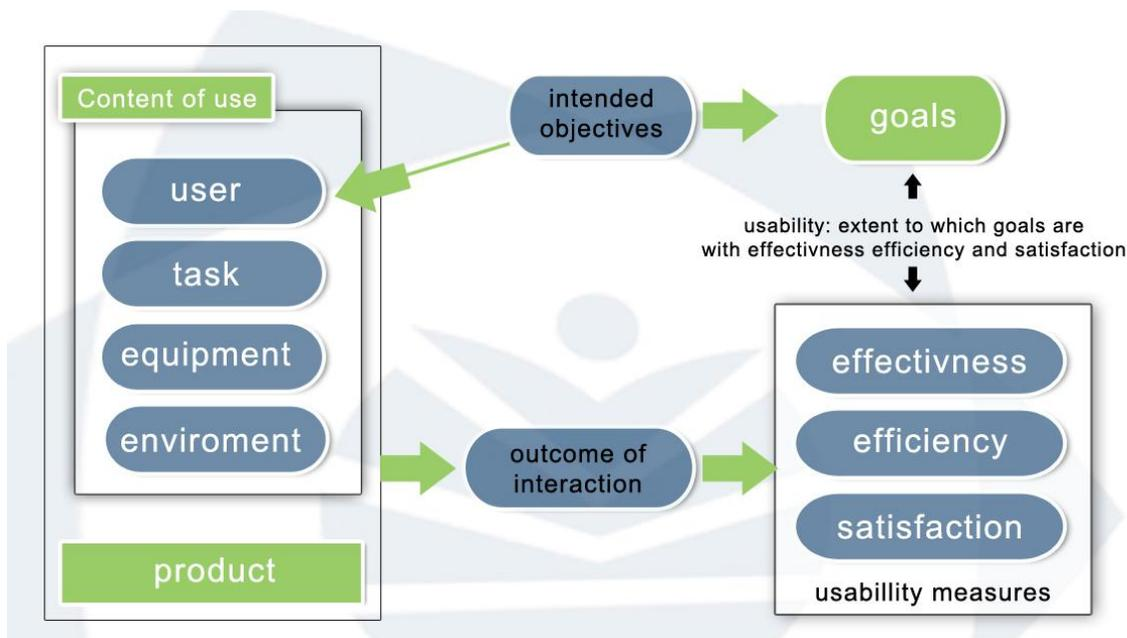 Content of use
user
task
equipment
enviroment
product
intended
objectives
goals
usability: extent to which goals are
with effectivness efficiency and satisfaction
outcome of
interaction
effectivness
efficiency
satisfaction
usabillity measures